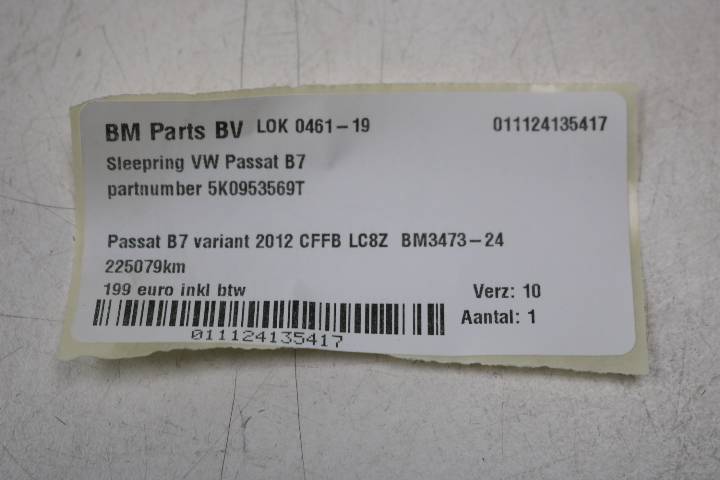 BM Parts BV LOK 0461-19 011124135417
Sleepring VW Passat B7
partnumber 5K0953569T
Passat B7 variant 2012 CFFB LC8Z BM3473-24
225079km
199 euro inkl btw Verz: 10
Aantal: 1
011124135417